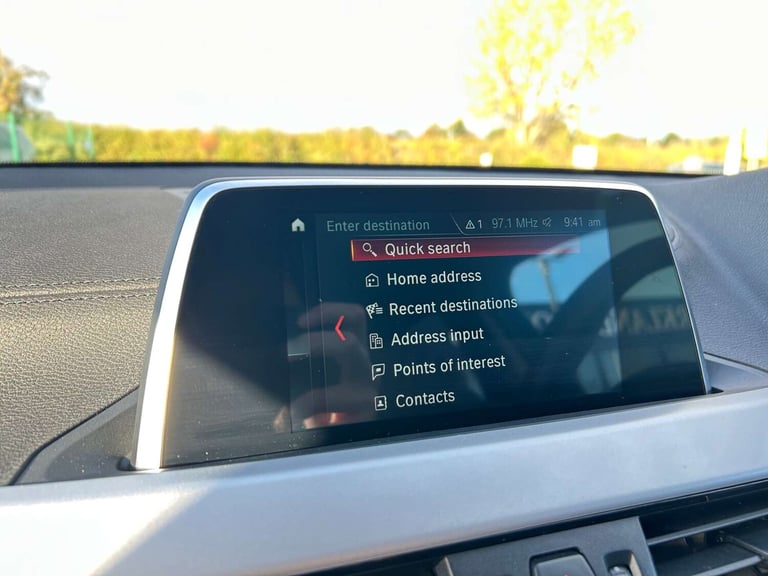 Enter destination 1 97.1 MHz 9:41 am
Quick search
Home address
Recent destinations
Address input
Points of interest
Contacts